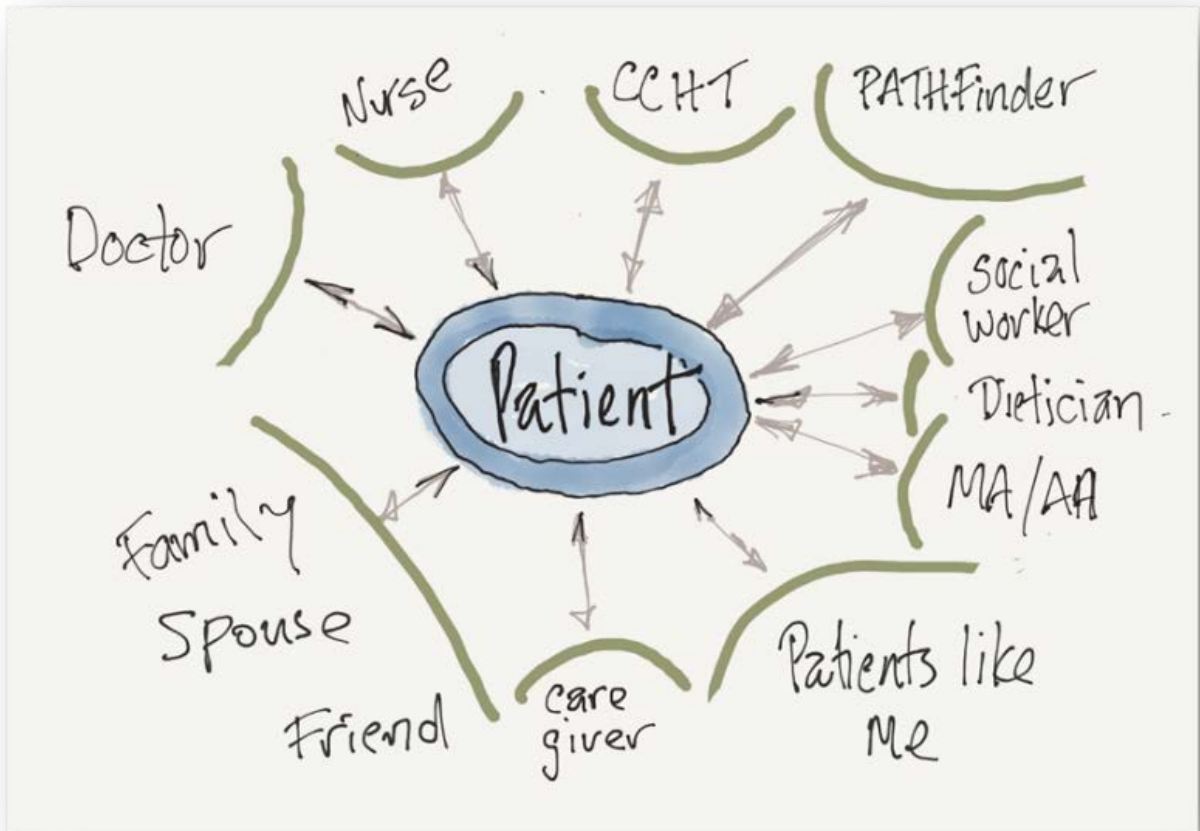 Nurse
CCHT
PATHFinder
Doctor
social
worker
Patient
Dietician
MA/AA
Family
Spouse
Friend
care
giver
Patients like
Me